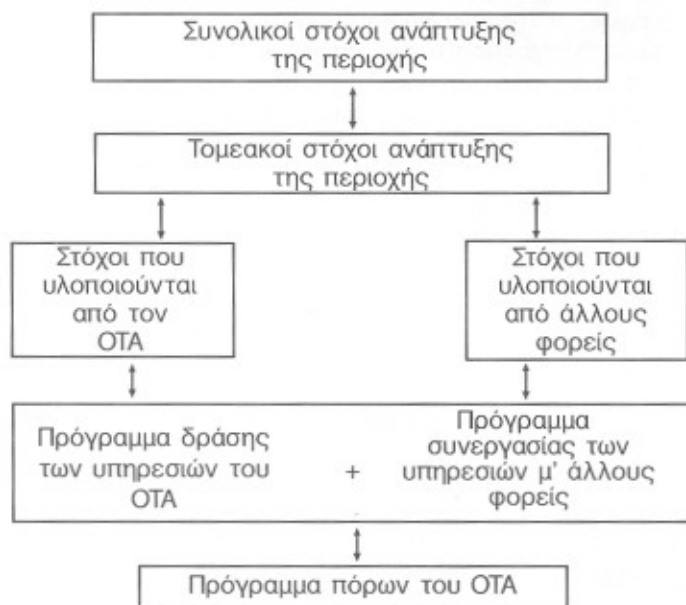 Συνολικοί στόχοι ανάπτυξης
της περιοχής
Τομεακοί στόχοι ανάπτυξης
της περιοχής
Στόχοι που
υλοποιούνται
από τον
ΟΤΑ
Στόχοι που
υλοποιούνται
από άλλους
φορείς
Πρόγραμμα δράσης
των υπηρεσιών του
ΟΤΑ
+
Πρόγραμμα
συνεργασίας των
υπηρεσιών μ' άλλους
φορείς
Πρόγραμμα πόρων του ΟΤΑ